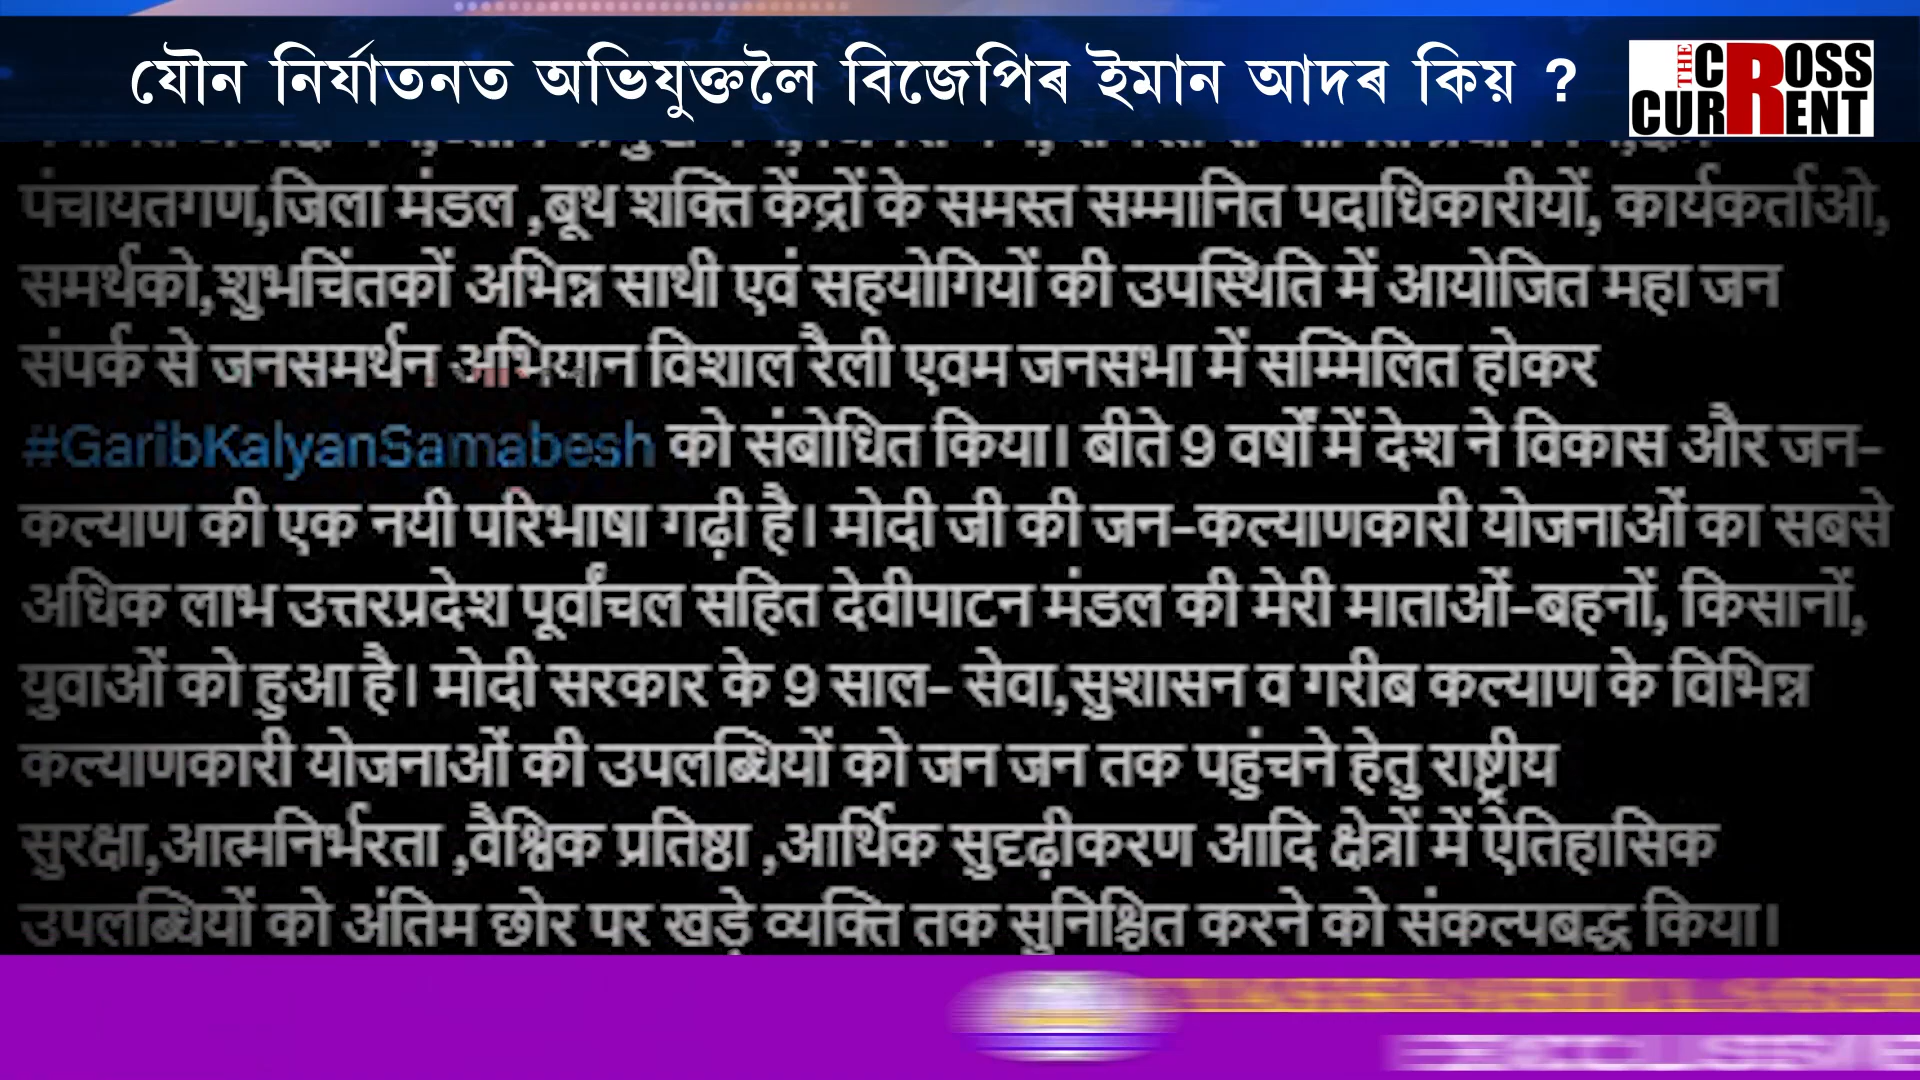 যৌন নিৰ্যাতনত অভিযুক্তলৈ বিজেপিৰ ইমান আদৰ কিয় ?
THE CROSS CURRENT
पंचायतगण,जिला मंडल ,बूथ शक्ति केंद्रों के समस्त सम्मानित पदाधिकारीयों, कार्यकर्ताओ,
समर्थको,शुभचिंतकों अभिन्न साथी एवं सहयोगियों की उपस्थिति में आयोजित महा जन
संपर्क से जनसमर्थन अभियान विशाल रैली एवम जनसभा में सम्मिलित होकर
#GaribKalyanSamabesh को संबोधित किया। बीते 9 वर्षों में देश ने विकास और जन-
कल्याण की एक नयी परिभाषा गढ़ी है। मोदी जी की जन-कल्याणकारी योजनाओं का सबसे
अधिक लाभ उत्तरप्रदेश पूर्वांचल सहित देवीपाटन मंडल की मेरी माताओं-बहनों, किसानों,
युवाओं को हुआ है। मोदी सरकार के 9 साल- सेवा,सुशासन व गरीब कल्याण के विभिन्न
कल्याणकारी योजनाओं की उपलब्धियों को जन जन तक पहुंचने हेतु राष्ट्रीय
सुरक्षा,आत्मनिर्भरता ,वैश्विक प्रतिष्ठा ,आर्थिक सुदृढ़ीकरण आदि क्षेत्रों में ऐतिहासिक
उपलब्धियों को अंतिम छोर पर खड़े व्यक्ति तक सुनिश्चित करने को संकल्पबद्ध किया।